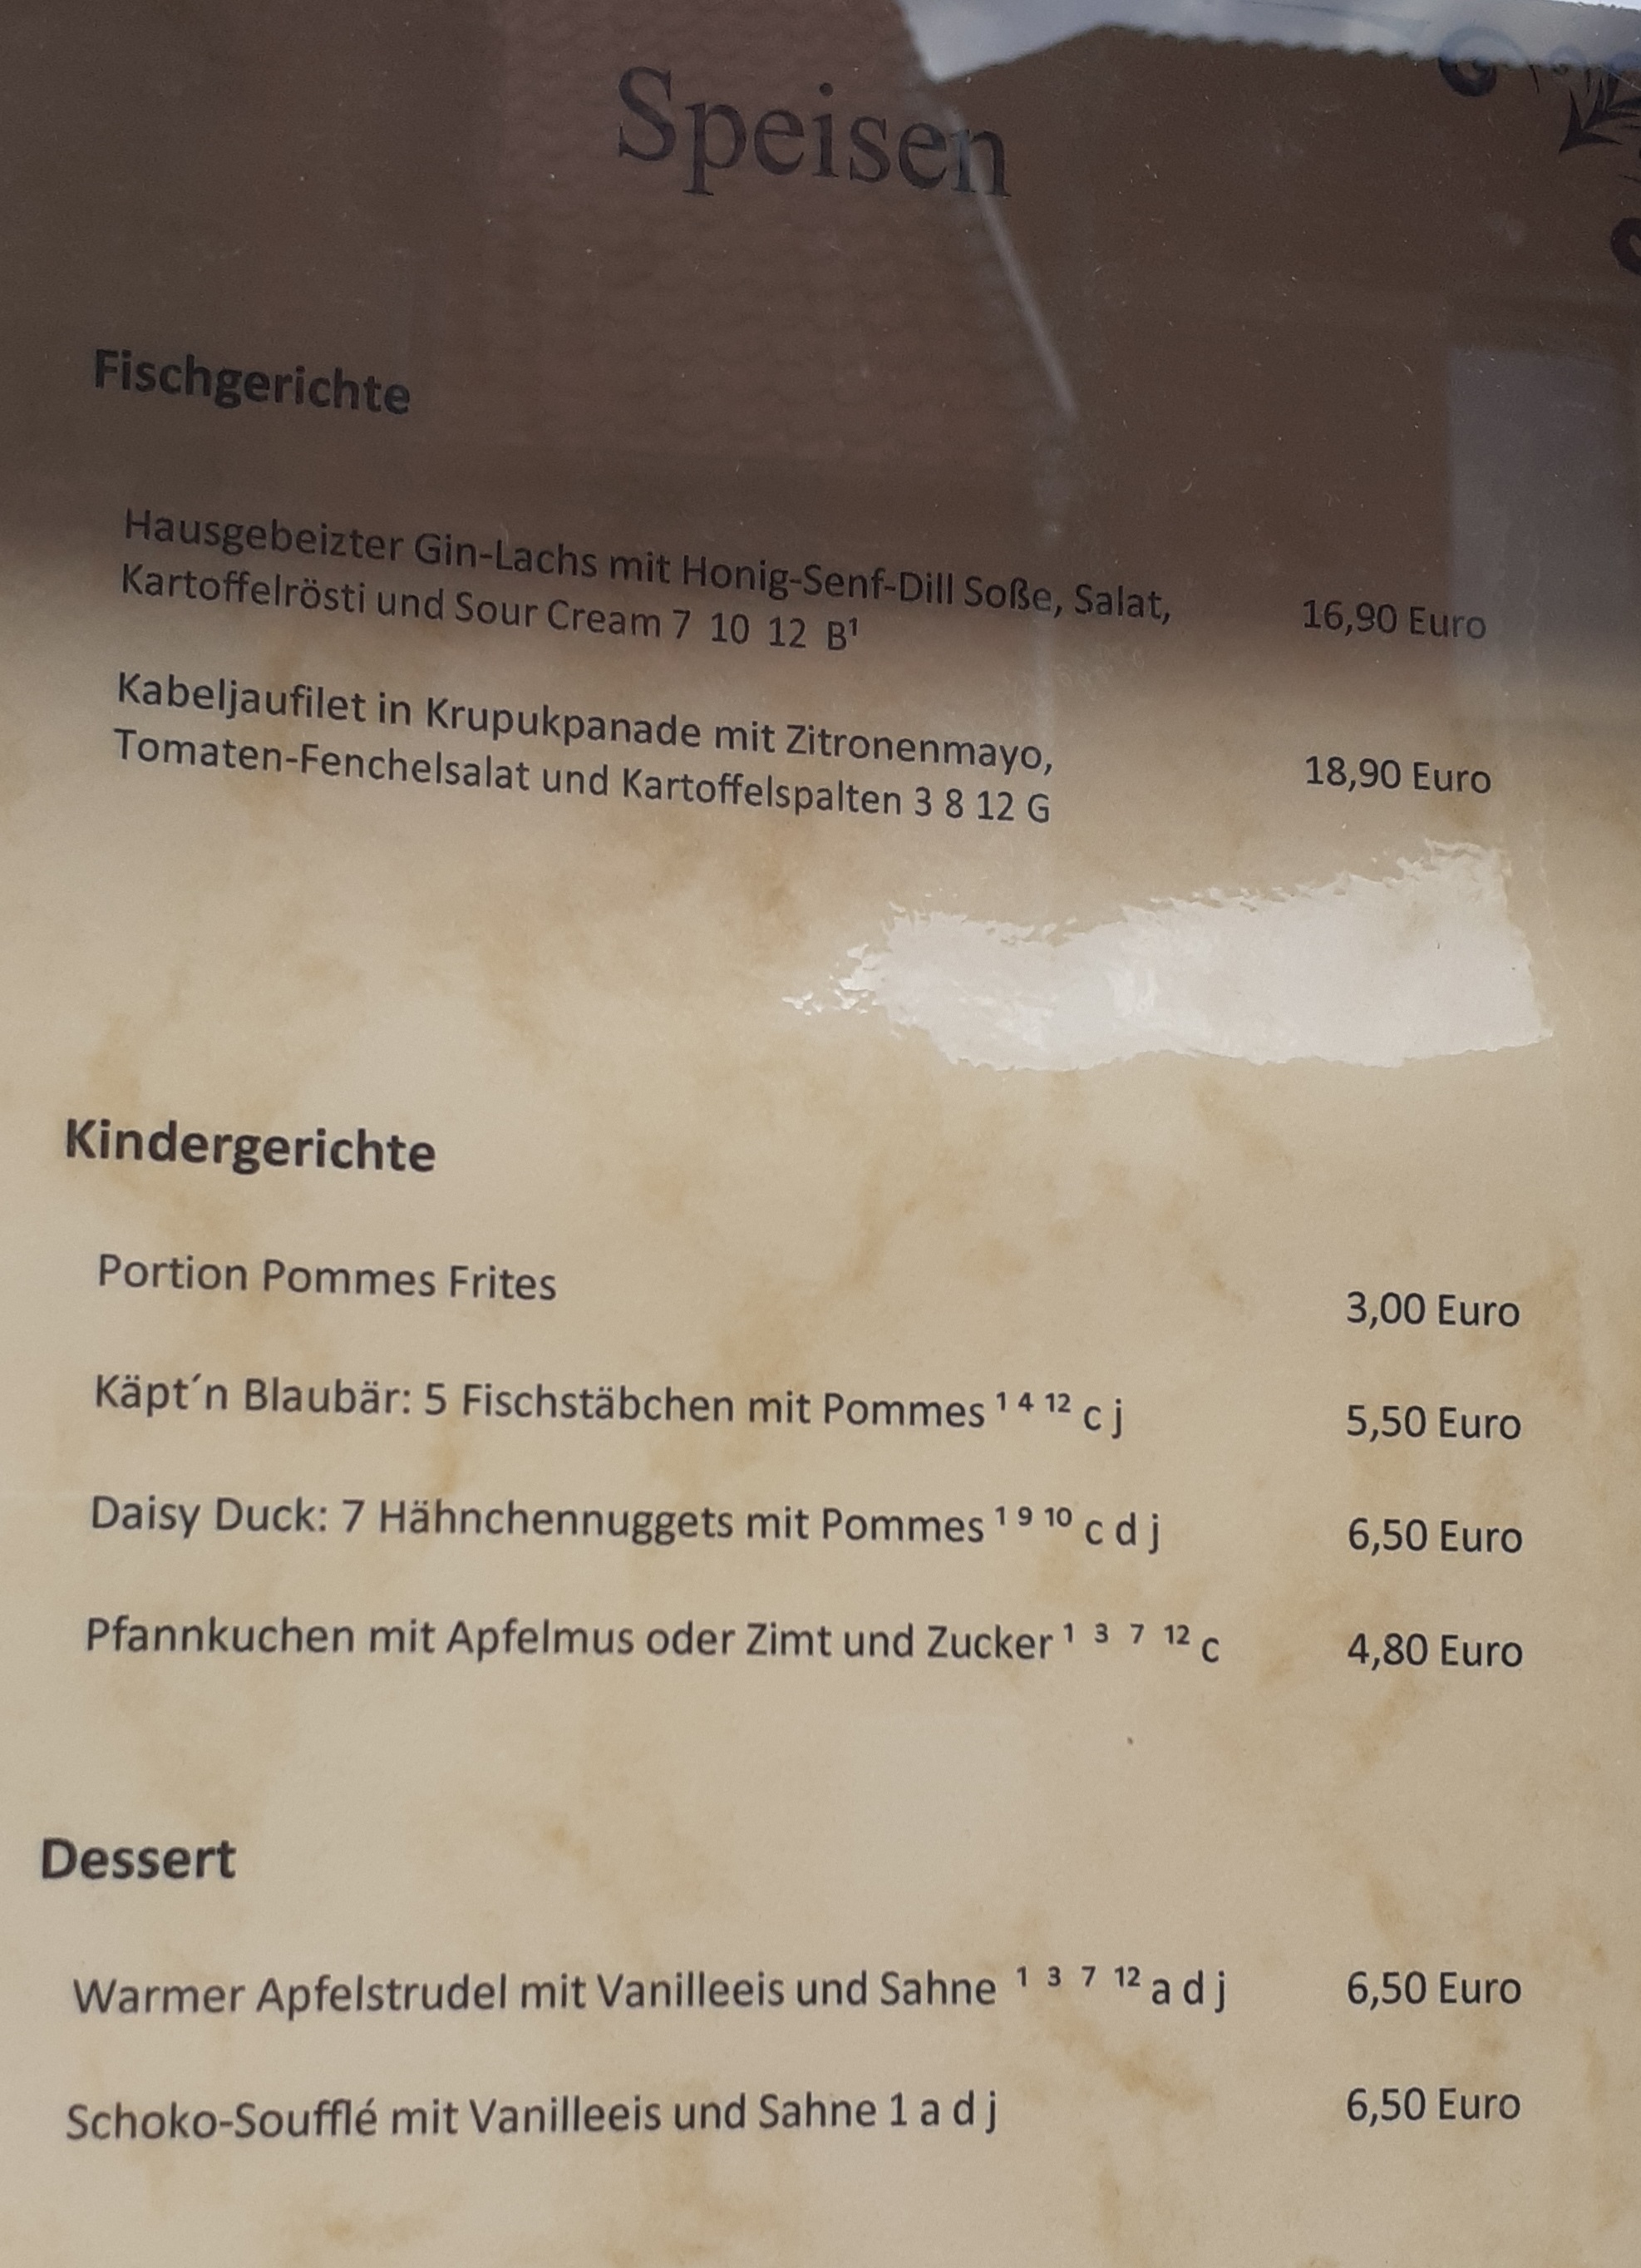 Speisen
Fischgerichte
Hausgebeizter Gin-Lachs mit Honig-Senf-Dill Soße, Salat,
Kartoffelrösti und Sour Cream 7 10 12 B¹ 16,90 Euro
Kabeljaufilet in Krupukpanade mit Zitronenmayo,
Tomaten-Fenchelsalat und Kartoffelspalten 3 8 12 G 18,90 Euro
Kindergerichte
Portion Pommes Frites 3,00 Euro
Käpt´n Blaubär: 5 Fischstäbchen mit Pommes ¹ ⁴ ¹² c j 5,50 Euro
Daisy Duck: 7 Hähnchennuggets mit Pommes ¹ ⁹ ¹⁰ c d j 6,50 Euro
Pfannkuchen mit Apfelmus oder Zimt und Zucker ¹ ³ ⁷ ¹² c 4,80 Euro
Dessert
Warmer Apfelstrudel mit Vanilleeis und Sahne ¹ ³ ⁷ ¹² a d j 6,50 Euro
Schoko-Soufflé mit Vanilleeis und Sahne 1 a d j 6,50 Euro